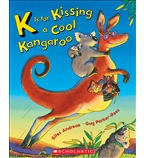 K is for Kissing
a Cool
Kangaroo
Giles Andreae • Guy Parker-Rees
SCHOLASTIC